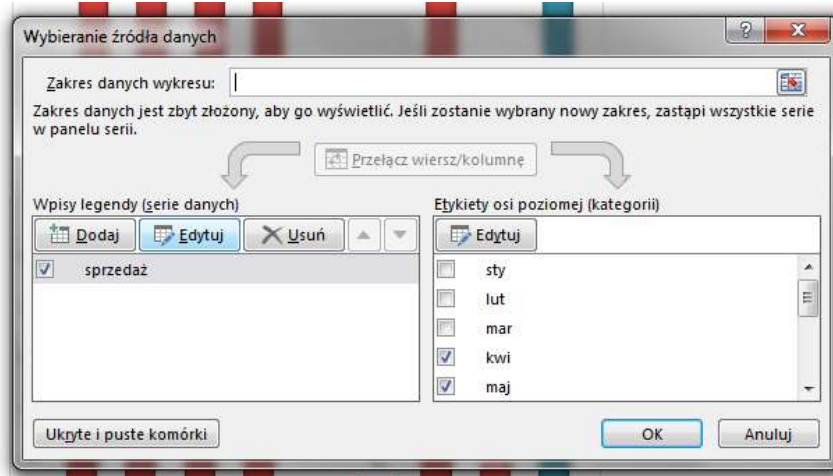 Wybieranie źródła danych
?
Zakres danych wykresu:
Zakres danych jest zbyt złożony, aby go wyświetlić. Jeśli zostanie wybrany nowy zakres, zastąpi wszystkie serie
w panelu serii.
Przełącz wiersz/kolumnę
Wpisy legendy (serie danych)
Etykiety osi poziomej (kategorii)
Dodaj Edytuj Usuń
Edytuj
sprzedaż
sty
lut
mar
kwi
maj
Ukryte i puste komórki
OK Anuluj